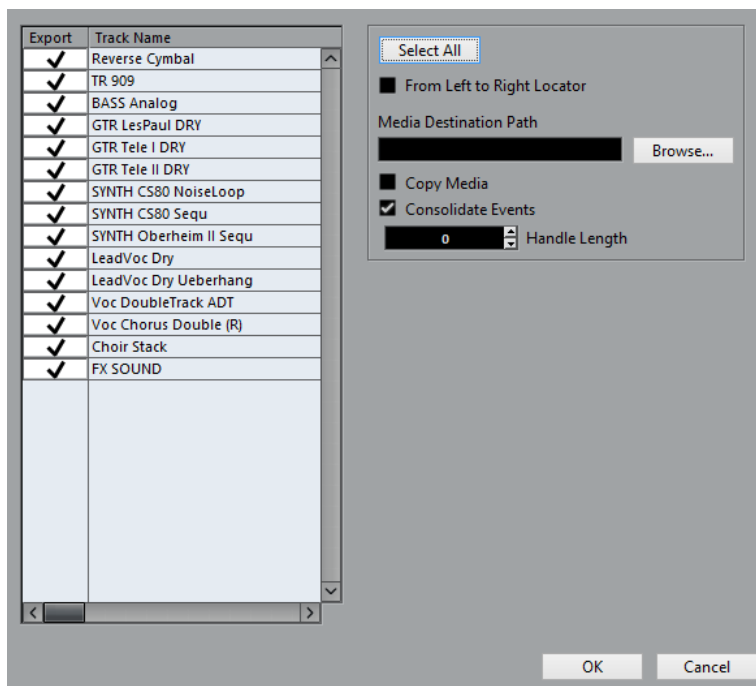 Export Track Name
Reverse Cymbal
TR 909
BASS Analog
GTR LesPaul DRY
GTR Tele I DRY
GTR Tele II DRY
SYNTH CS80 NoiseLoop
SYNTH CS80 Sequ
SYNTH Oberheim II Sequ
LeadVoc Dry
LeadVoc Dry Ueberhang
Voc DoubleTrack ADT
Voc Chorus Double (R)
Choir Stack
FX SOUND
Select All
From Left to Right Locator
Media Destination Path
Browse...
Copy Media
Consolidate Events
0 Handle Length
OK Cancel